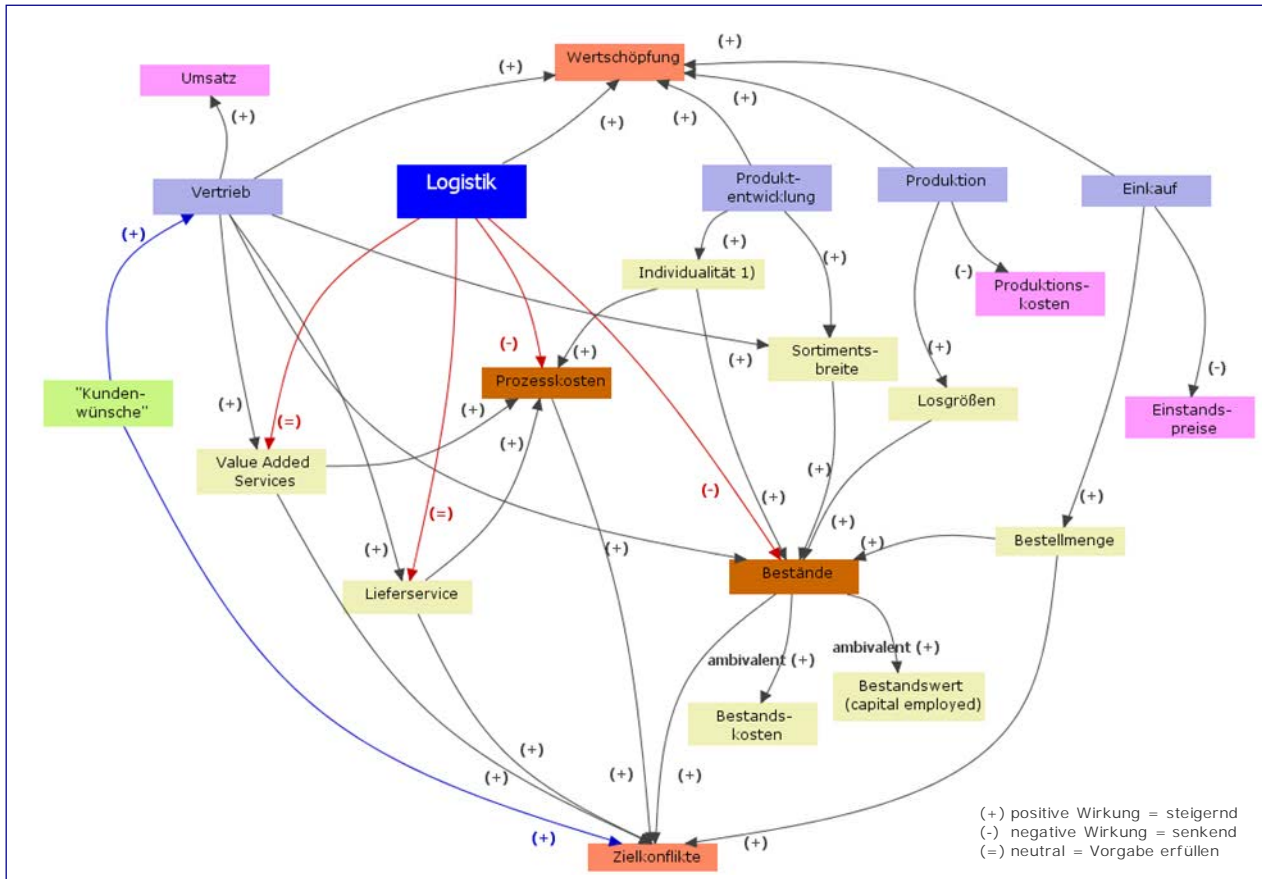 (+)
Wertschöpfung
Umsatz
(+)
(+)
(+)
(+)
(+)
Logistik
Vertrieb
Produkt-
entwicklung
Produktion
Einkauf
(+)
(+)
(+)
Individualität 1)
(-)
Produktions-
kosten
(-)
(+)
(+)
Sortiments-
breite
(+)
(-)
"Kunden-
wünsche"
Prozesskosten
Losgrößen
Einstands-
preise
(+)
(=)
(+)
(+)
Value Added
Services
(+)
(-)
(+)
(+)
(=)
(+)
(+)
(+)
(+)
Bestellmenge
Bestände
Lieferservice
ambivalent (+)
ambivalent (+)
Bestandswert
(capital employed)
Bestands-
kosten
(+)
(+)
(+)
(+)
(+)
(+)
Zielkonflikte
(+) positive Wirkung = steigernd
(-) negative Wirkung = senkend
(=) neutral = Vorgabe erfüllen